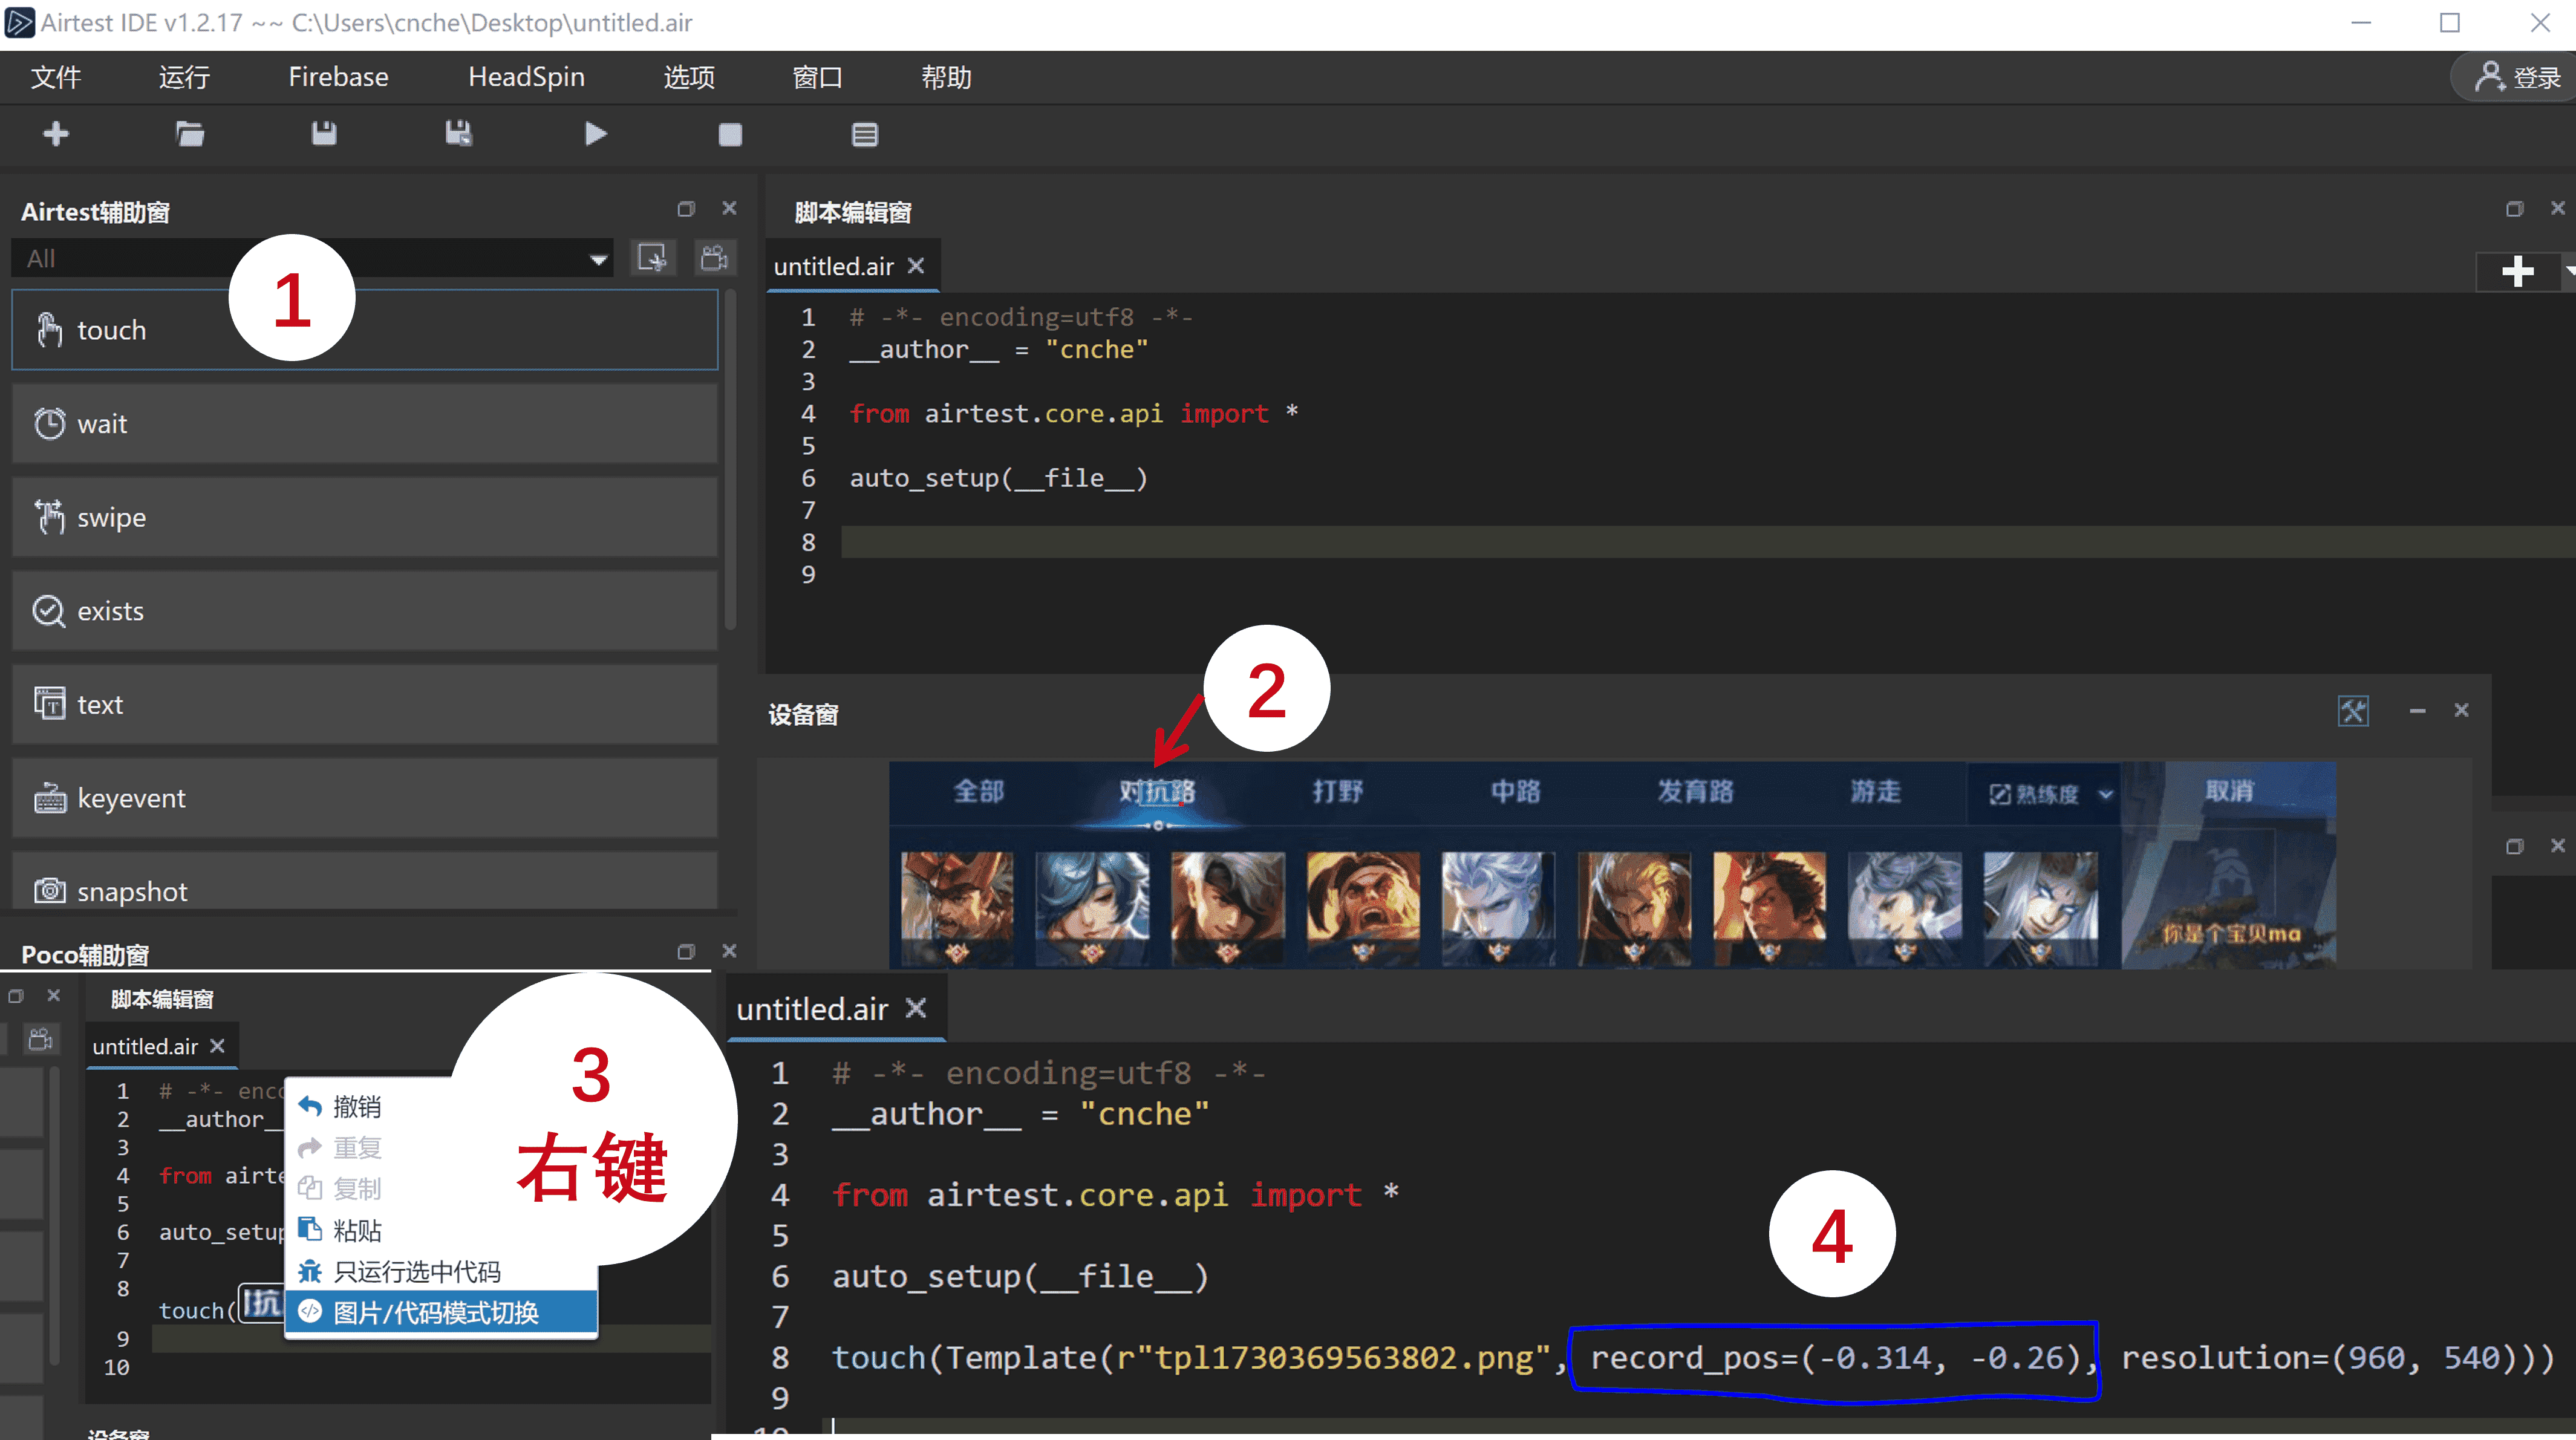 Airtest IDE v1.2.17 ~~ C:\Users\cnche\Desktop\untitled.air
文件 运行 Firebase HeadSpin 选项 窗口 帮助 登录
Airtest辅助窗
All
1
touch
wait
swipe
exists
text
keyevent
snapshot
Poco辅助窗
脚本编辑窗
untitled.air
1 # -*- encoding=utf8 -*-
2 __author__ = "cnche"
3
4 from airtest.core.api import *
5
6 auto_setup(__file__)
7
8
9
2
设备窗
全部 对抗路 打野 中路 发育路 游走 熟练度 取消
你是个宝贝ma
脚本编辑窗
untitled.air
1 # -*- enc
2 __author__
3
4 from airte
5
6 auto_setup
7
8 touch(抗
9
10
撤销
重复
复制
粘贴
只运行选中代码
图片/代码模式切换
3
右键
设备窗
untitled.air
1 # -*- encoding=utf8 -*-
2 __author__ = "cnche"
3
4 from airtest.core.api import *
5
6 auto_setup(__file__)
7
8 touch(Template(r"tpl1730369563802.png", record_pos=(-0.314, -0.26), resolution=(960, 540)))
9
10
4